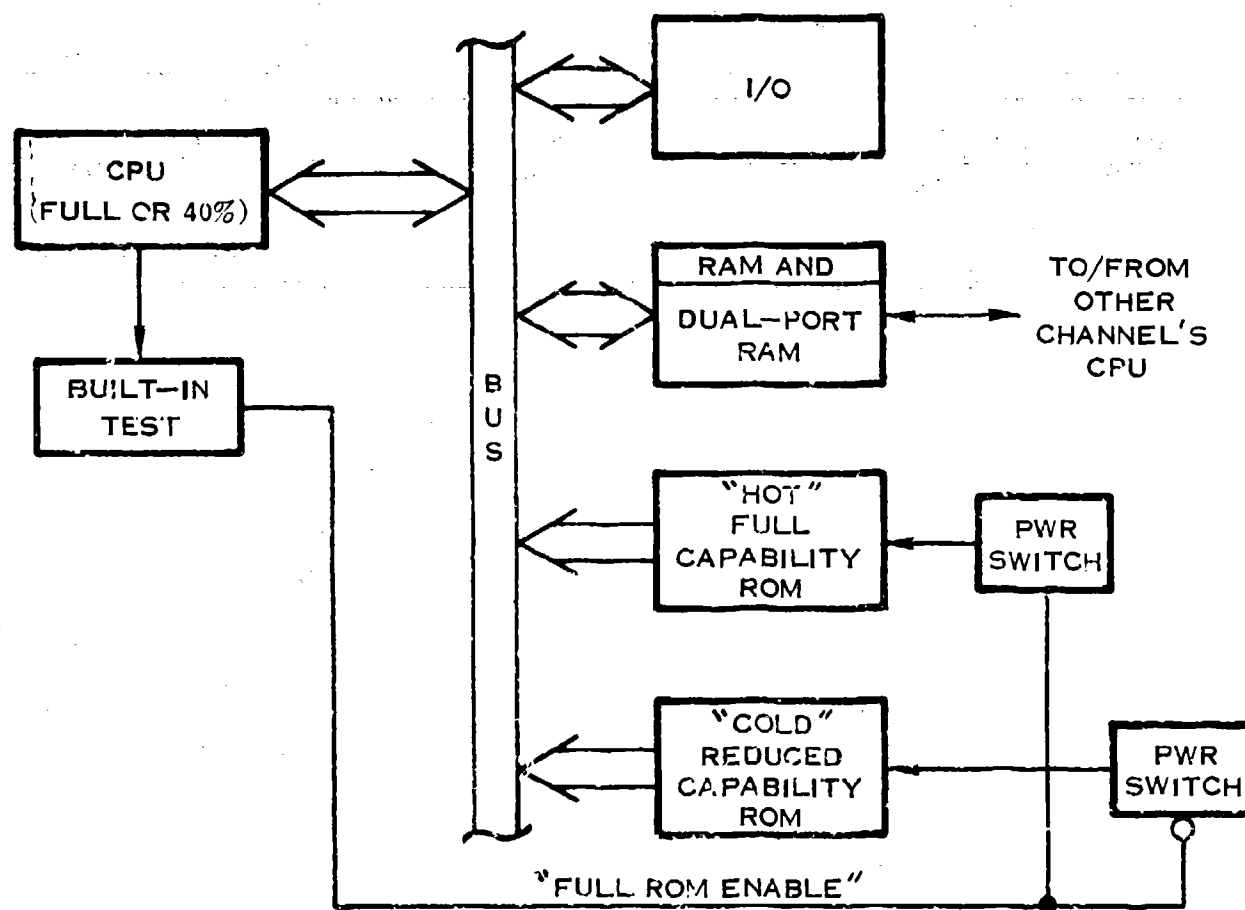 I/O
CPU
(FULL OR 40%)
RAM AND
DUAL-PORT
RAM
TO/FROM
OTHER
CHANNEL'S
CPU
BUILT-IN
TEST
B
U
S
"HOT"
FULL
CAPABILITY
ROM
PWR
SWITCH
"COLD"
REDUCED
CAPABILITY
ROM
PWR
SWITCH
"FULL ROM ENABLE"